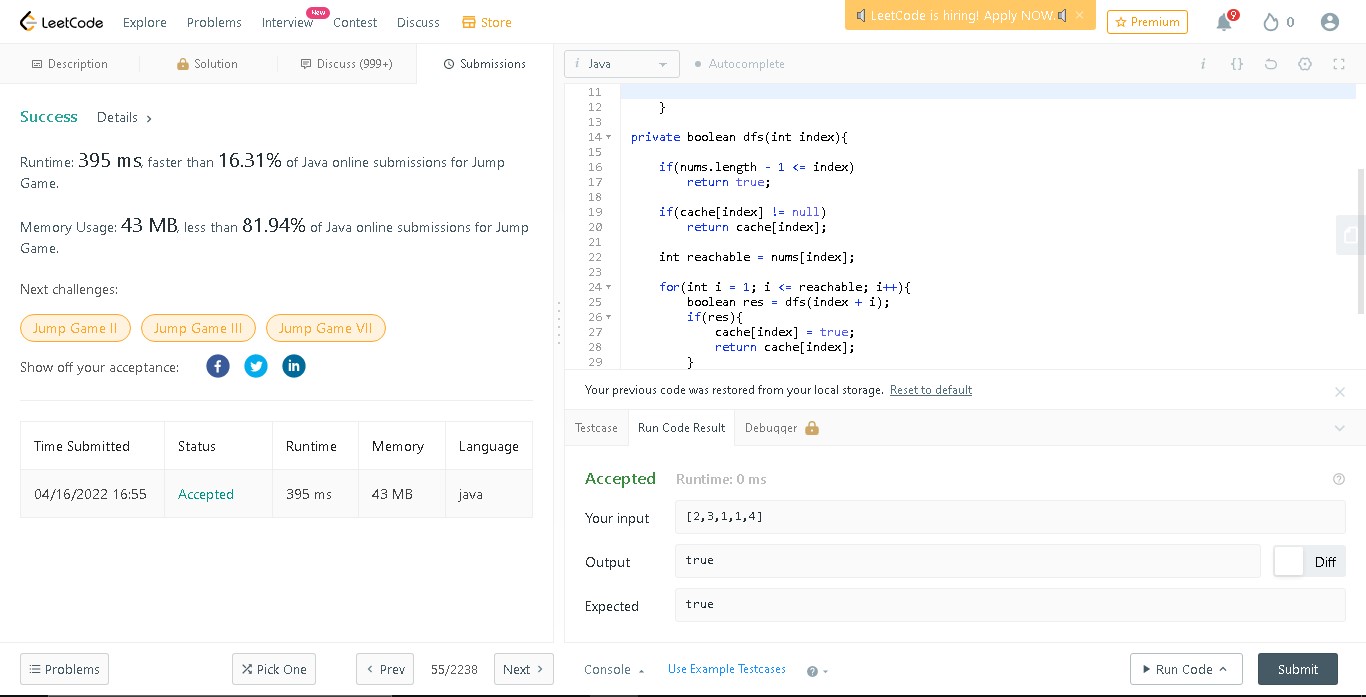 LeetCode Explore Problems Interview New Contest Discuss Store LeetCode is hiring! Apply NOW. × Premium 9 0
Description Solution Discuss (999+) Submissions
Success Details >
Runtime: 395 ms, faster than 16.31% of Java online submissions for Jump
Game.
Memory Usage: 43 MB, less than 81.94% of Java online submissions for Jump
Game.
Next challenges:
Jump Game II Jump Game III Jump Game VII
Show off your acceptance:
Time Submitted Status Runtime Memory Language
04/16/2022 16:55 Accepted 395 ms 43 MB java
Problems Pick One < Prev 55/2238 Next >
i Java Autocomplete i {}
11
12 }
13
14 private boolean dfs(int index){
15
16 if(nums.length - 1 <= index)
17 return true;
18
19 if(cache[index] != null)
20 return cache[index];
21
22 int reachable = nums[index];
23
24 for(int i = 1; i <= reachable; i++){
25 boolean res = dfs(index + i);
26 if(res){
27 cache[index] = true;
28 return cache[index];
29 }
Your previous code was restored from your local storage. Reset to default ×
Testcase Run Code Result Debugger
Accepted Runtime: 0 ms
Your input [2,3,1,1,4]
Output true Diff
Expected true
Console Use Example Testcases Run Code Submit